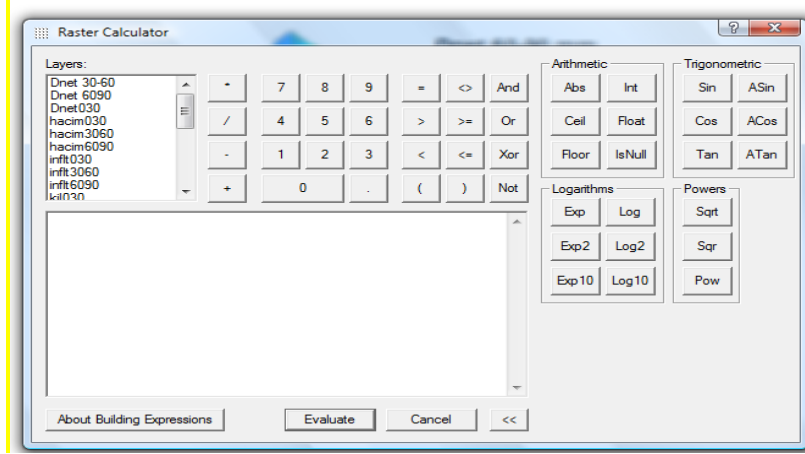 Raster Calculator
Layers:
Dnet 30-60
Dnet 6090
Dnet030
hacim030
hacim3060
hacim6090
inflt030
inflt3060
inflt6090
kil030
* 7 8 9 = <> And
/ 4 5 6 > >= Or
- 1 2 3 < <= Xor
+ 0 . ( ) Not
Arithmetic
Abs Int
Ceil Float
Floor IsNull
Trigonometric
Sin ASin
Cos ACos
Tan ATan
Logarithms
Exp Log
Exp2 Log2
Exp10 Log10
Powers
Sqrt
Sqr
Pow
About Building Expressions Evaluate Cancel <<